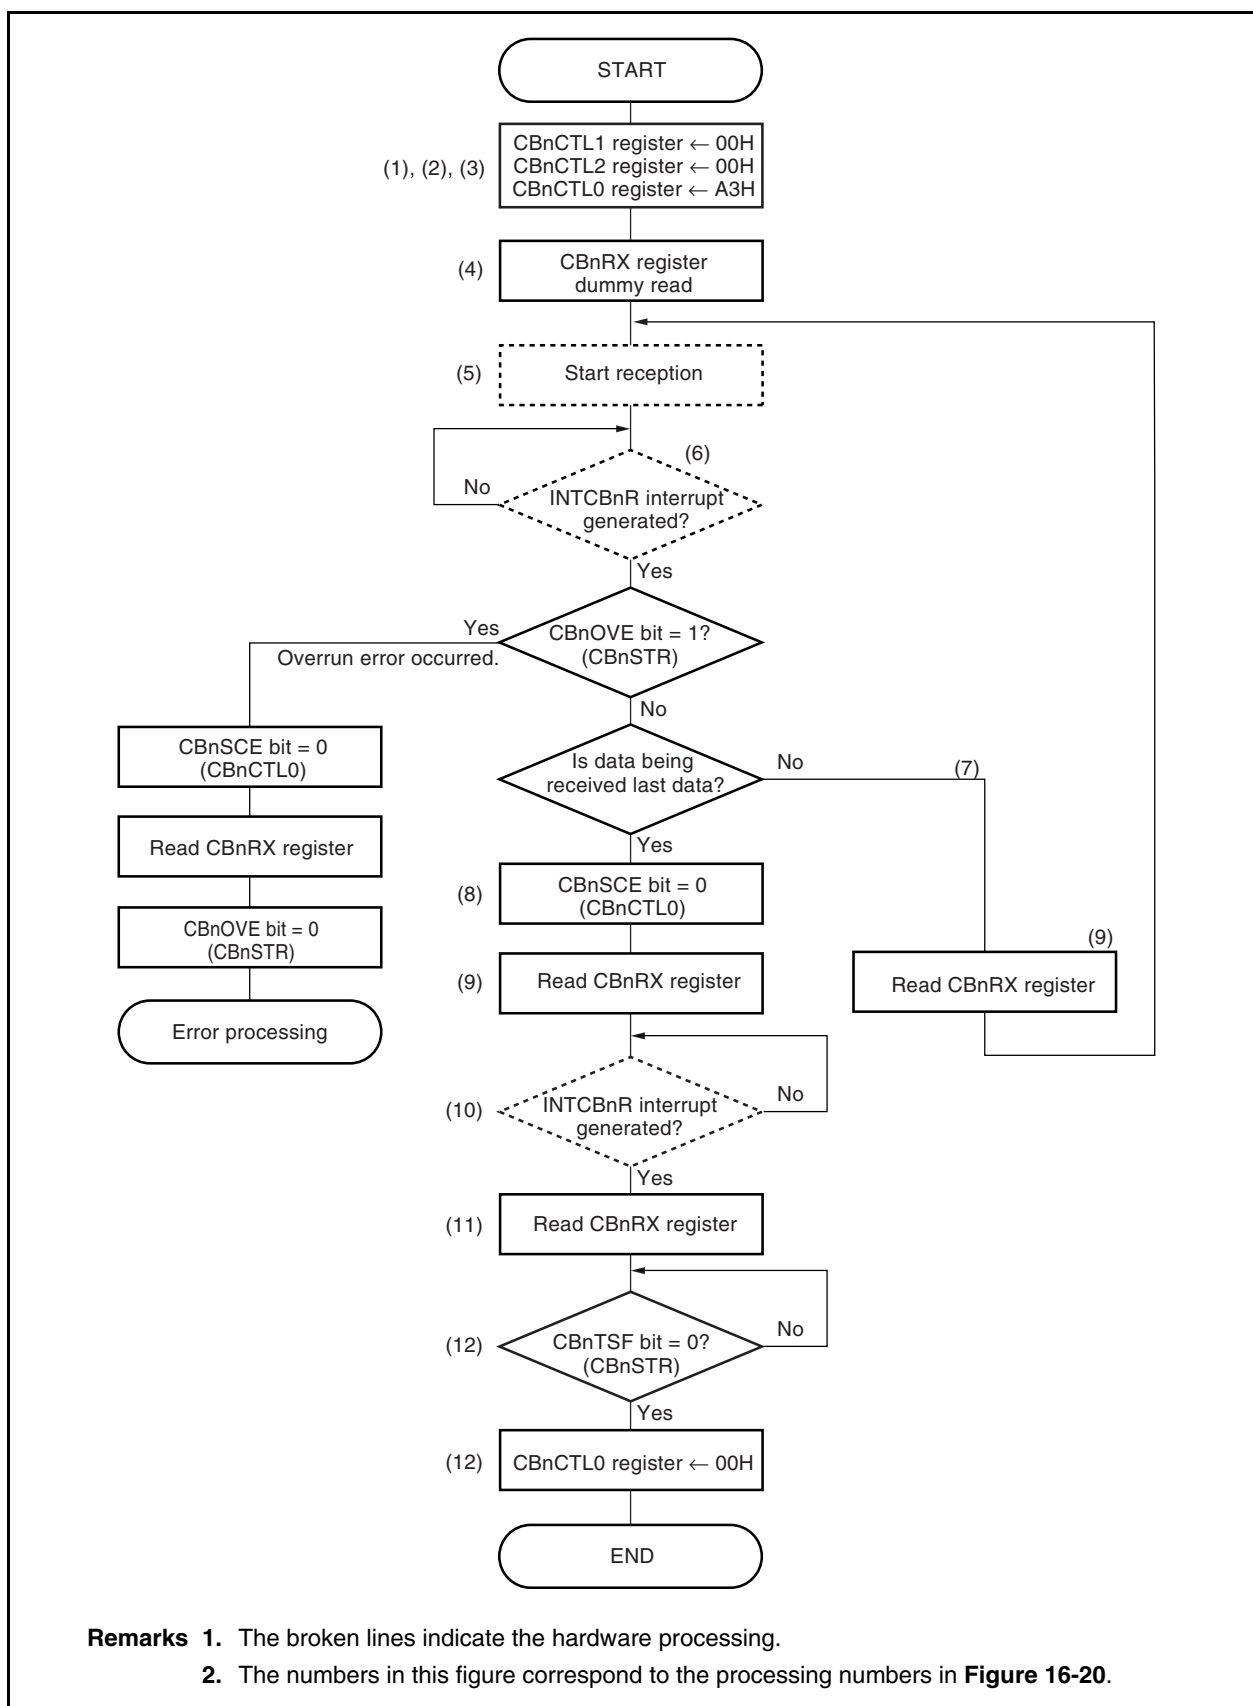 START
(1), (2), (3)
CBnCTL1 register ← 00H
CBnCTL2 register ← 00H
CBnCTL0 register ← A3H
(4)
CBnRX register
dummy read
(5)
Start reception
(6)
No
INTCBnR interrupt
generated?
Yes
Yes
CBnOVE bit = 1?
(CBnSTR)
Overrun error occurred.
No
CBnSCE bit = 0
(CBnCTL0)
Read CBnRX register
CBnOVE bit = 0
(CBnSTR)
Error processing
Is data being
received last data?
No
(7)
Yes
(8)
CBnSCE bit = 0
(CBnCTL0)
(9)
Read CBnRX register
(9)
Read CBnRX register
(10)
INTCBnR interrupt
generated?
No
Yes
(11)
Read CBnRX register
(12)
CBnTSF bit = 0?
(CBnSTR)
No
Yes
(12)
CBnCTL0 register ← 00H
END
Remarks 1. The broken lines indicate the hardware processing.
2. The numbers in this figure correspond to the processing numbers in Figure 16-20.